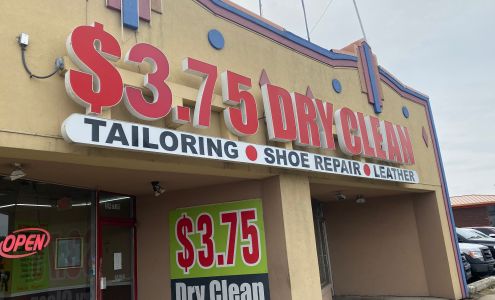 $3.75 DRY CLEAN
TAILORING • SHOE REPAIR • LEATHER
OPEN
$3.75
Dry Clean